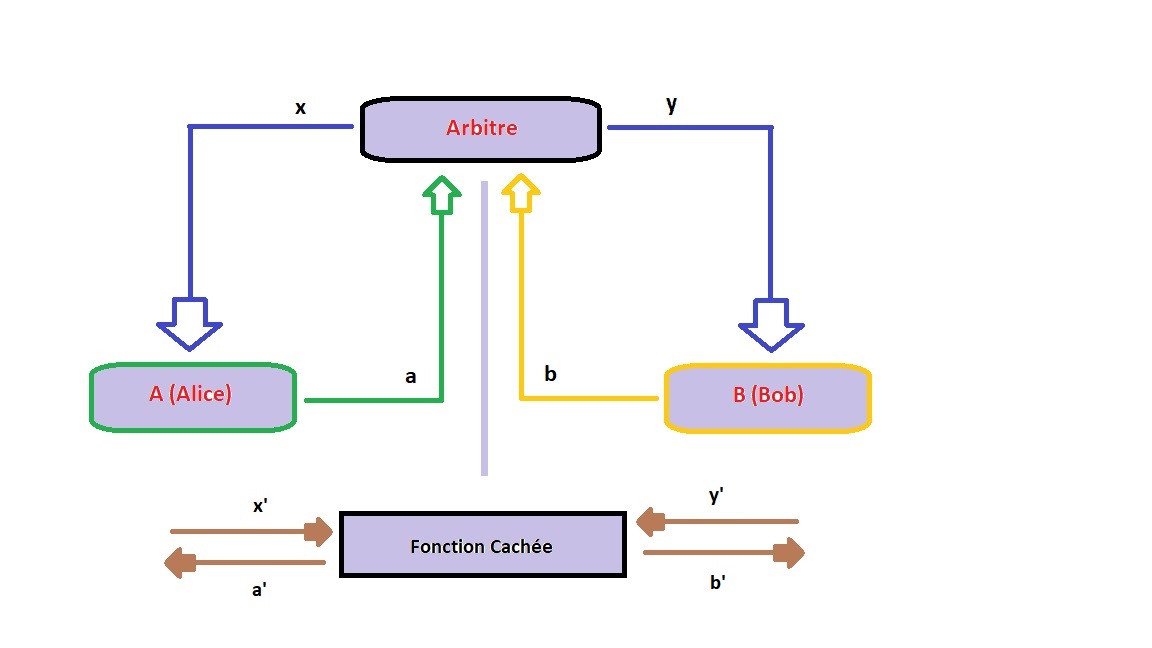 x
y
Arbitre
a
b
A (Alice)
B (Bob)
x'
y'
Fonction Cachée
a'
b'